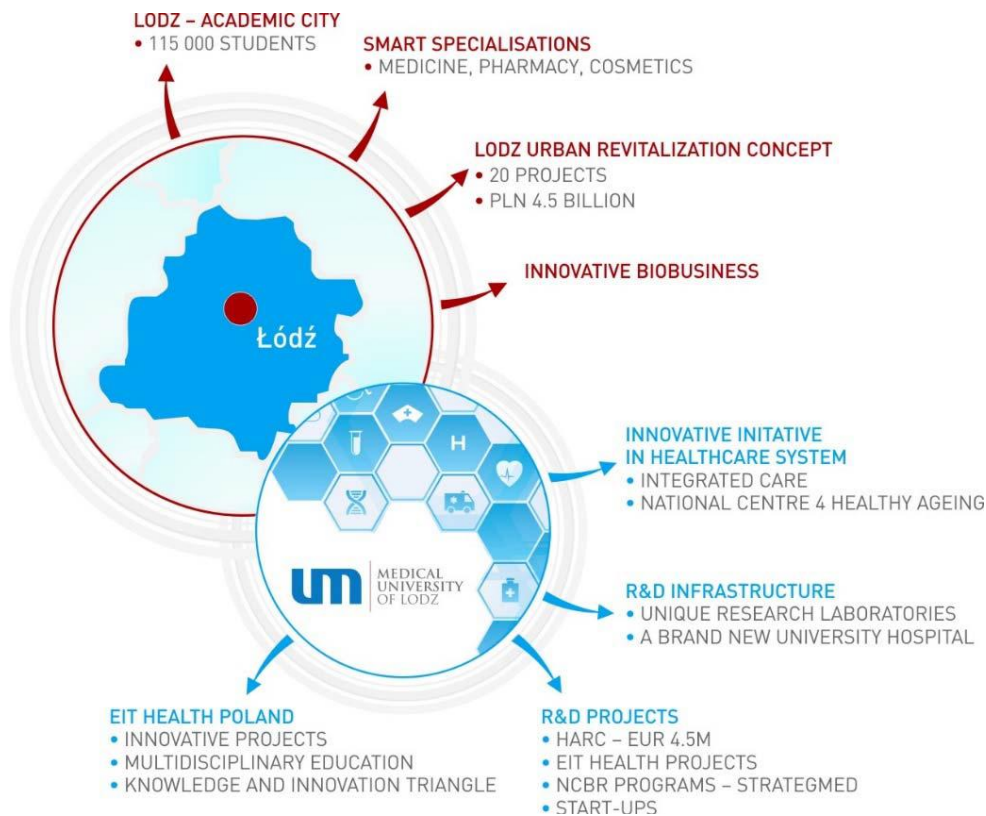 LODZ – ACADEMIC CITY
• 115 000 STUDENTS
SMART SPECIALISATIONS
• MEDICINE, PHARMACY, COSMETICS
LODZ URBAN REVITALIZATION CONCEPT
• 20 PROJECTS
• PLN 4.5 BILLION
INNOVATIVE BIOBUSINESS
Łódź
H
INNOVATIVE INITATIVE
IN HEALTHCARE SYSTEM
• INTEGRATED CARE
• NATIONAL CENTRE 4 HEALTHY AGEING
um
MEDICAL
UNIVERSITY
OF LODZ
R&D INFRASTRUCTURE
• UNIQUE RESEARCH LABORATORIES
• A BRAND NEW UNIVERSITY HOSPITAL
EIT HEALTH POLAND
• INNOVATIVE PROJECTS
• MULTIDISCIPLINARY EDUCATION
• KNOWLEDGE AND INNOVATION TRIANGLE
R&D PROJECTS
• HARC – EUR 4.5M
• EIT HEALTH PROJECTS
• NCBR PROGRAMS – STRATEGMED
• START-UPS